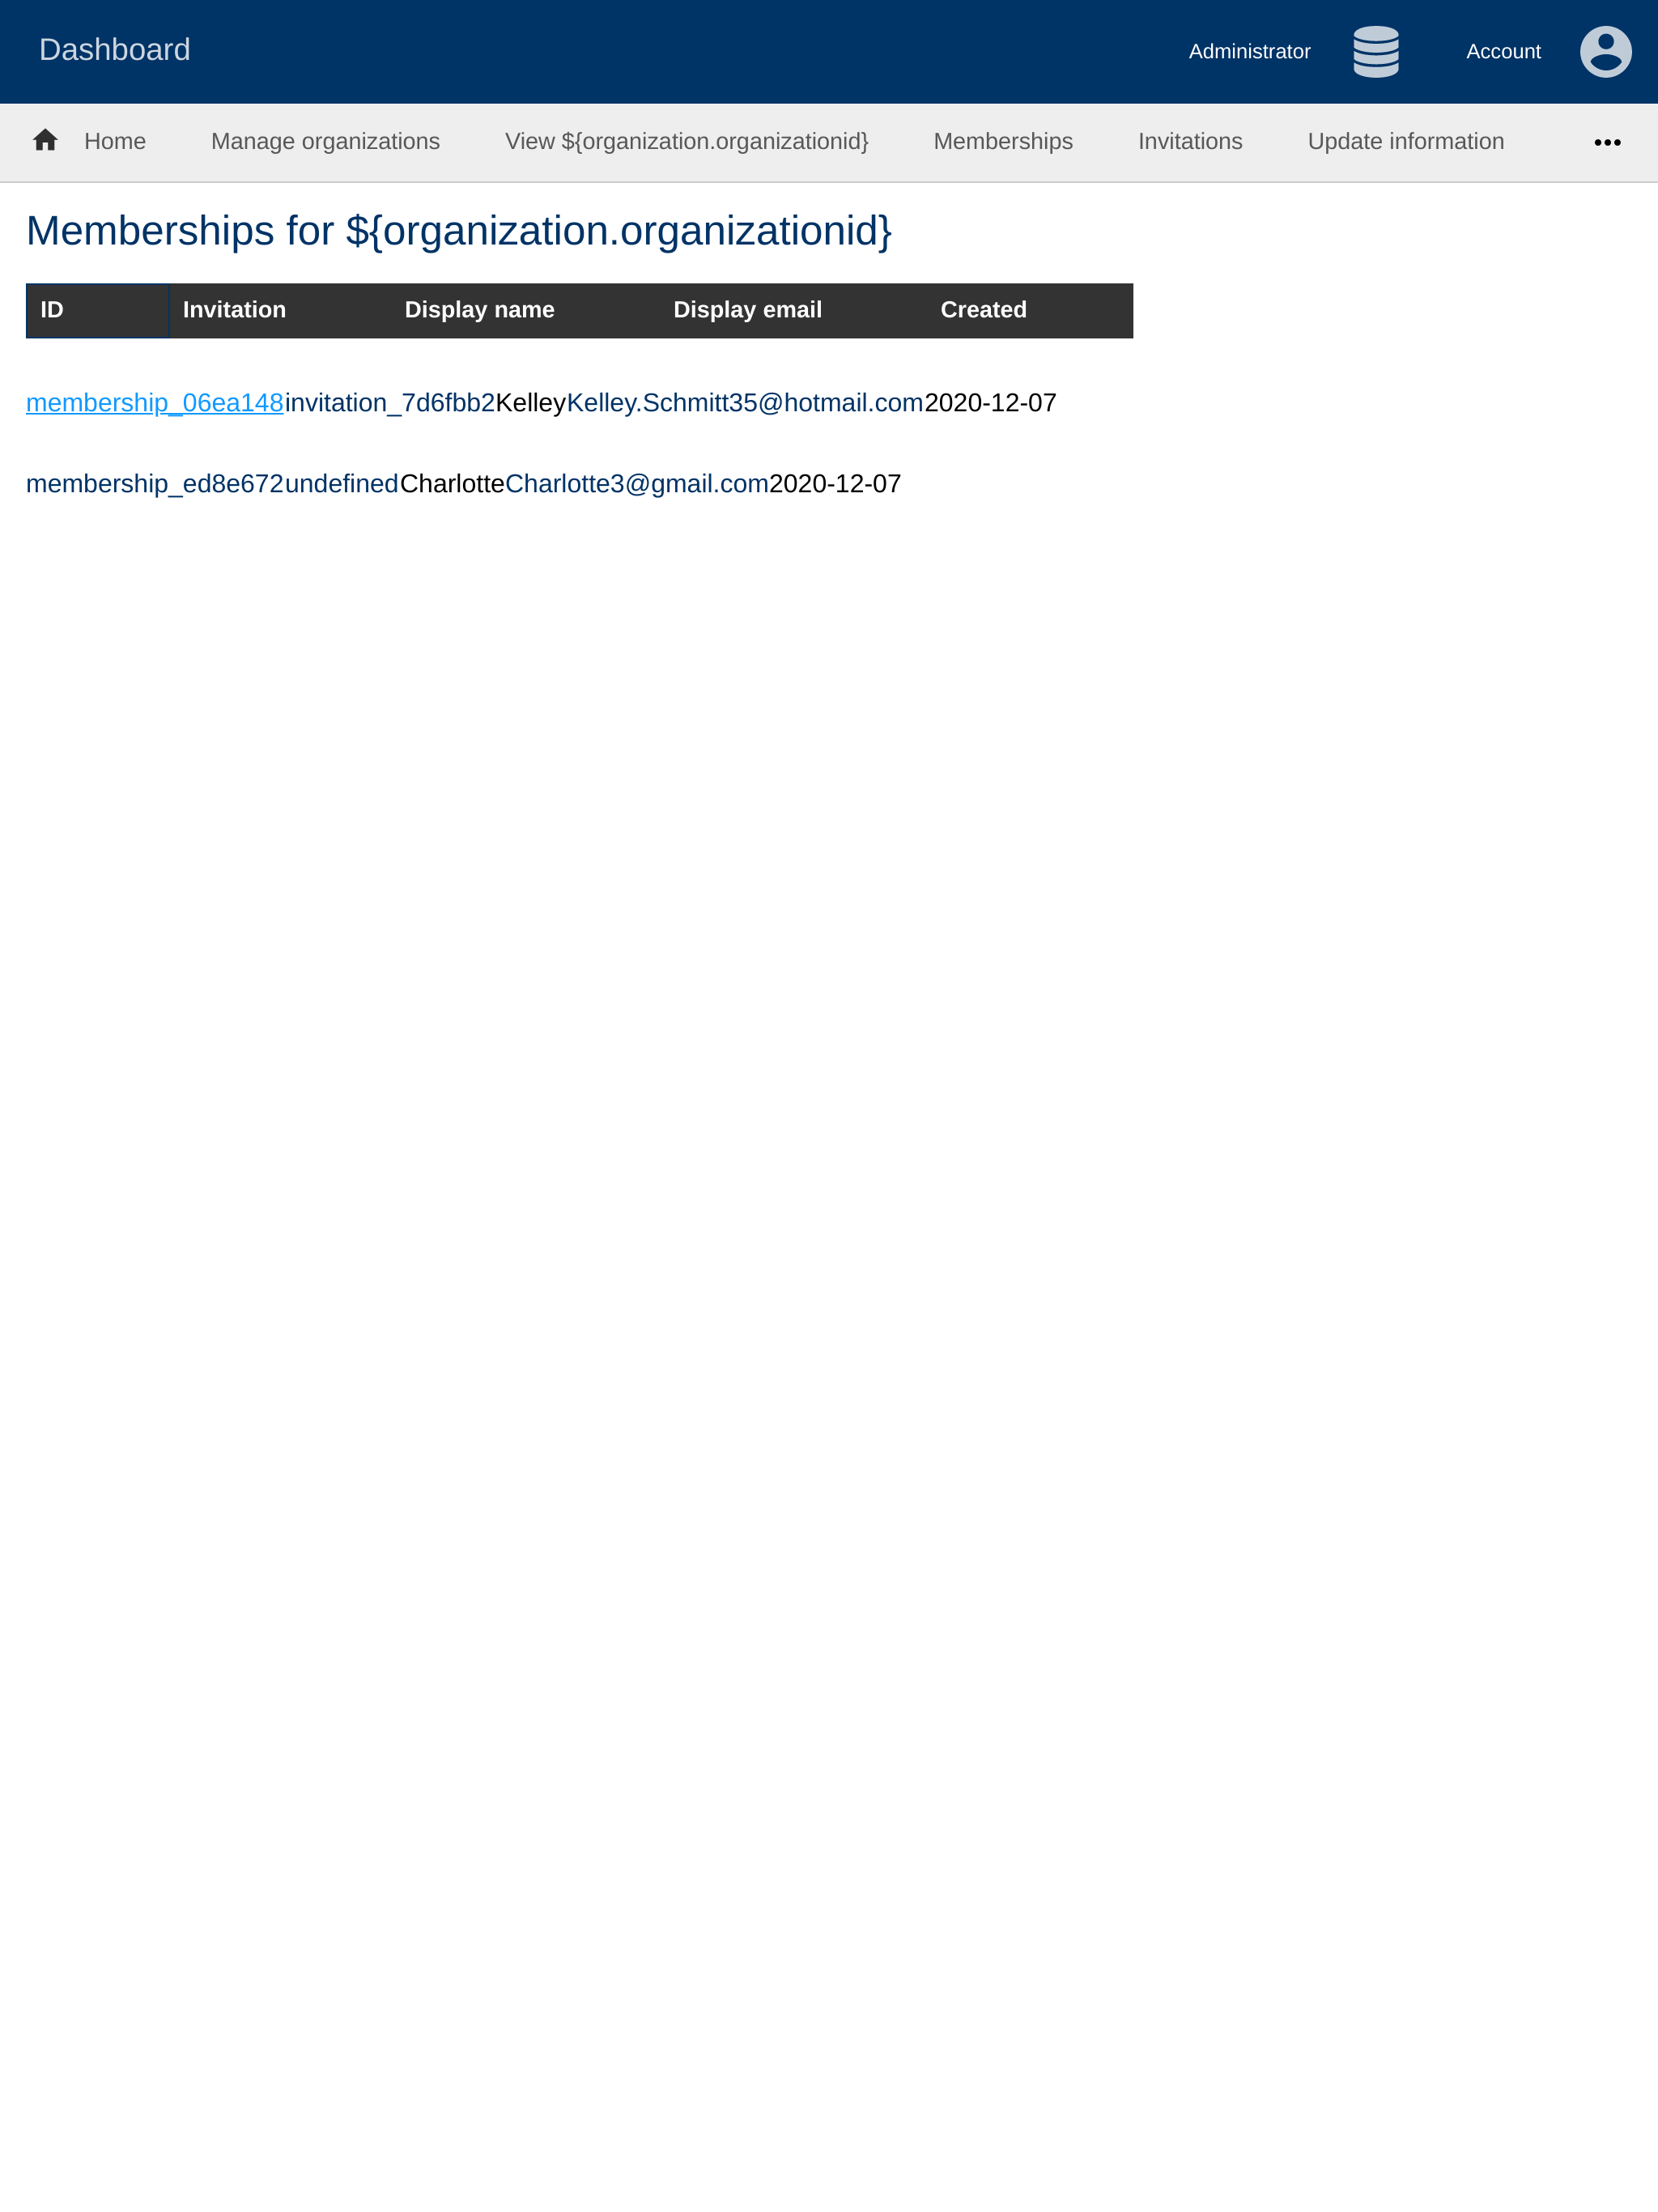 Dashboard Administrator Account
Home Manage organizations View ${organization.organizationid} Memberships Invitations Update information
Memberships for ${organization.organizationid}
ID Invitation Display name Display email Created
membership_06ea148invitation_7d6fbb2KelleyKelley.Schmitt35@hotmail.com2020-12-07
membership_ed8e672undefinedCharlotteCharlotte3@gmail.com2020-12-07